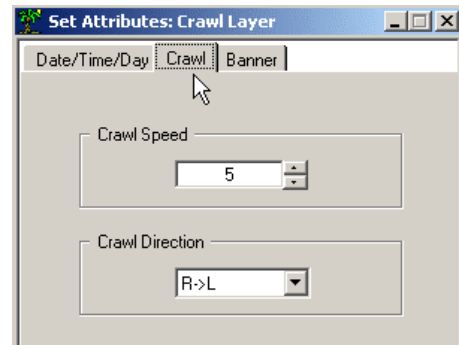 Set Attributes: Crawl Layer
Date/Time/Day Crawl Banner
Crawl Speed
5
Crawl Direction
R->L